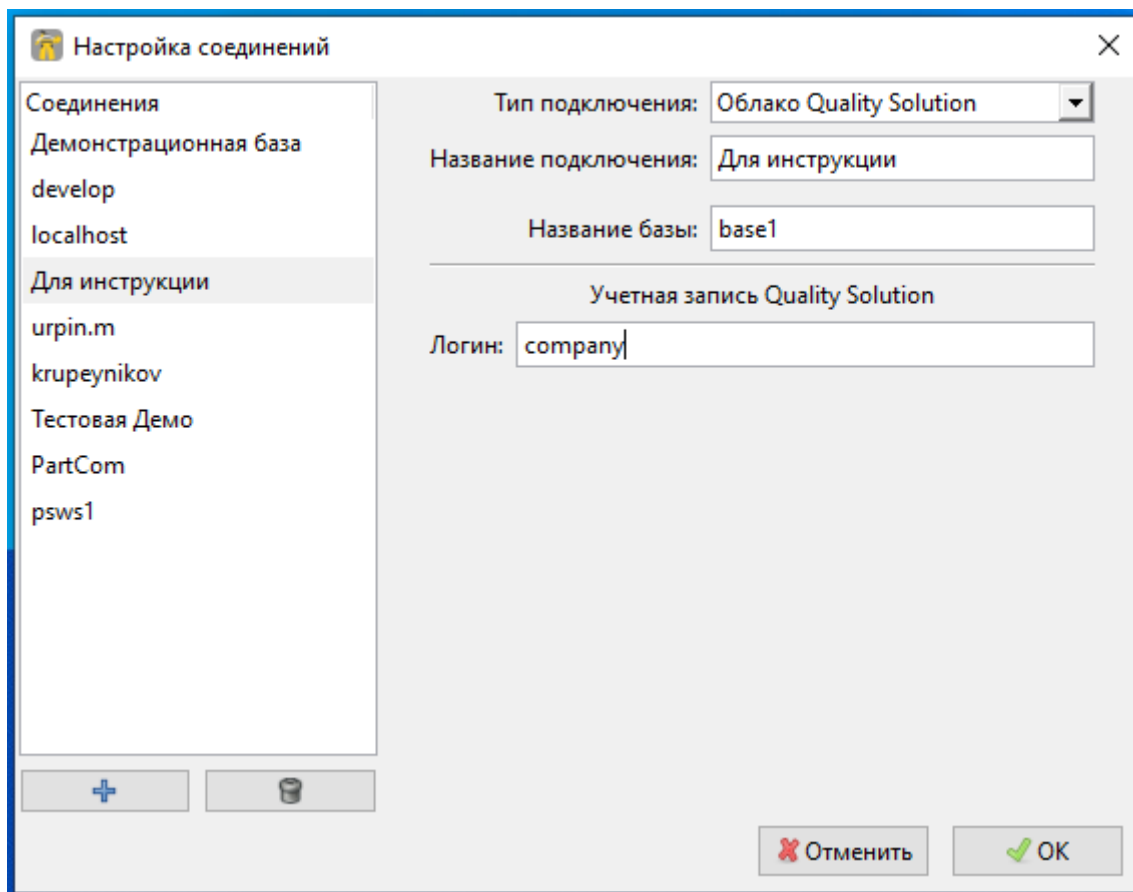 Настройка соединений
Соединения
Демонстрационная база
develop
localhost
Для инструкции
urpin.m
krupeynikov
Тестовая Демо
PartCom
psws1
Тип подключения: Облако Quality Solution
Название подключения: Для инструкции
Название базы: base1
Учетная запись Quality Solution
Логин: company
Отменить
OK